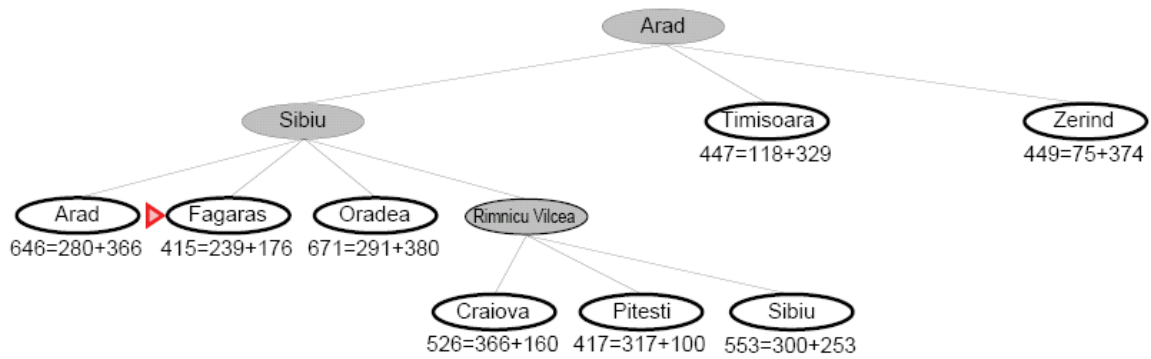 Arad
Sibiu
Timisoara
Zerind
447=118+329
449=75+374
Arad
Fagaras
Oradea
Rimnicu Vilcea
646=280+366
415=239+176
671=291+380
Craiova
Pitesti
Sibiu
526=366+160
417=317+100
553=300+253